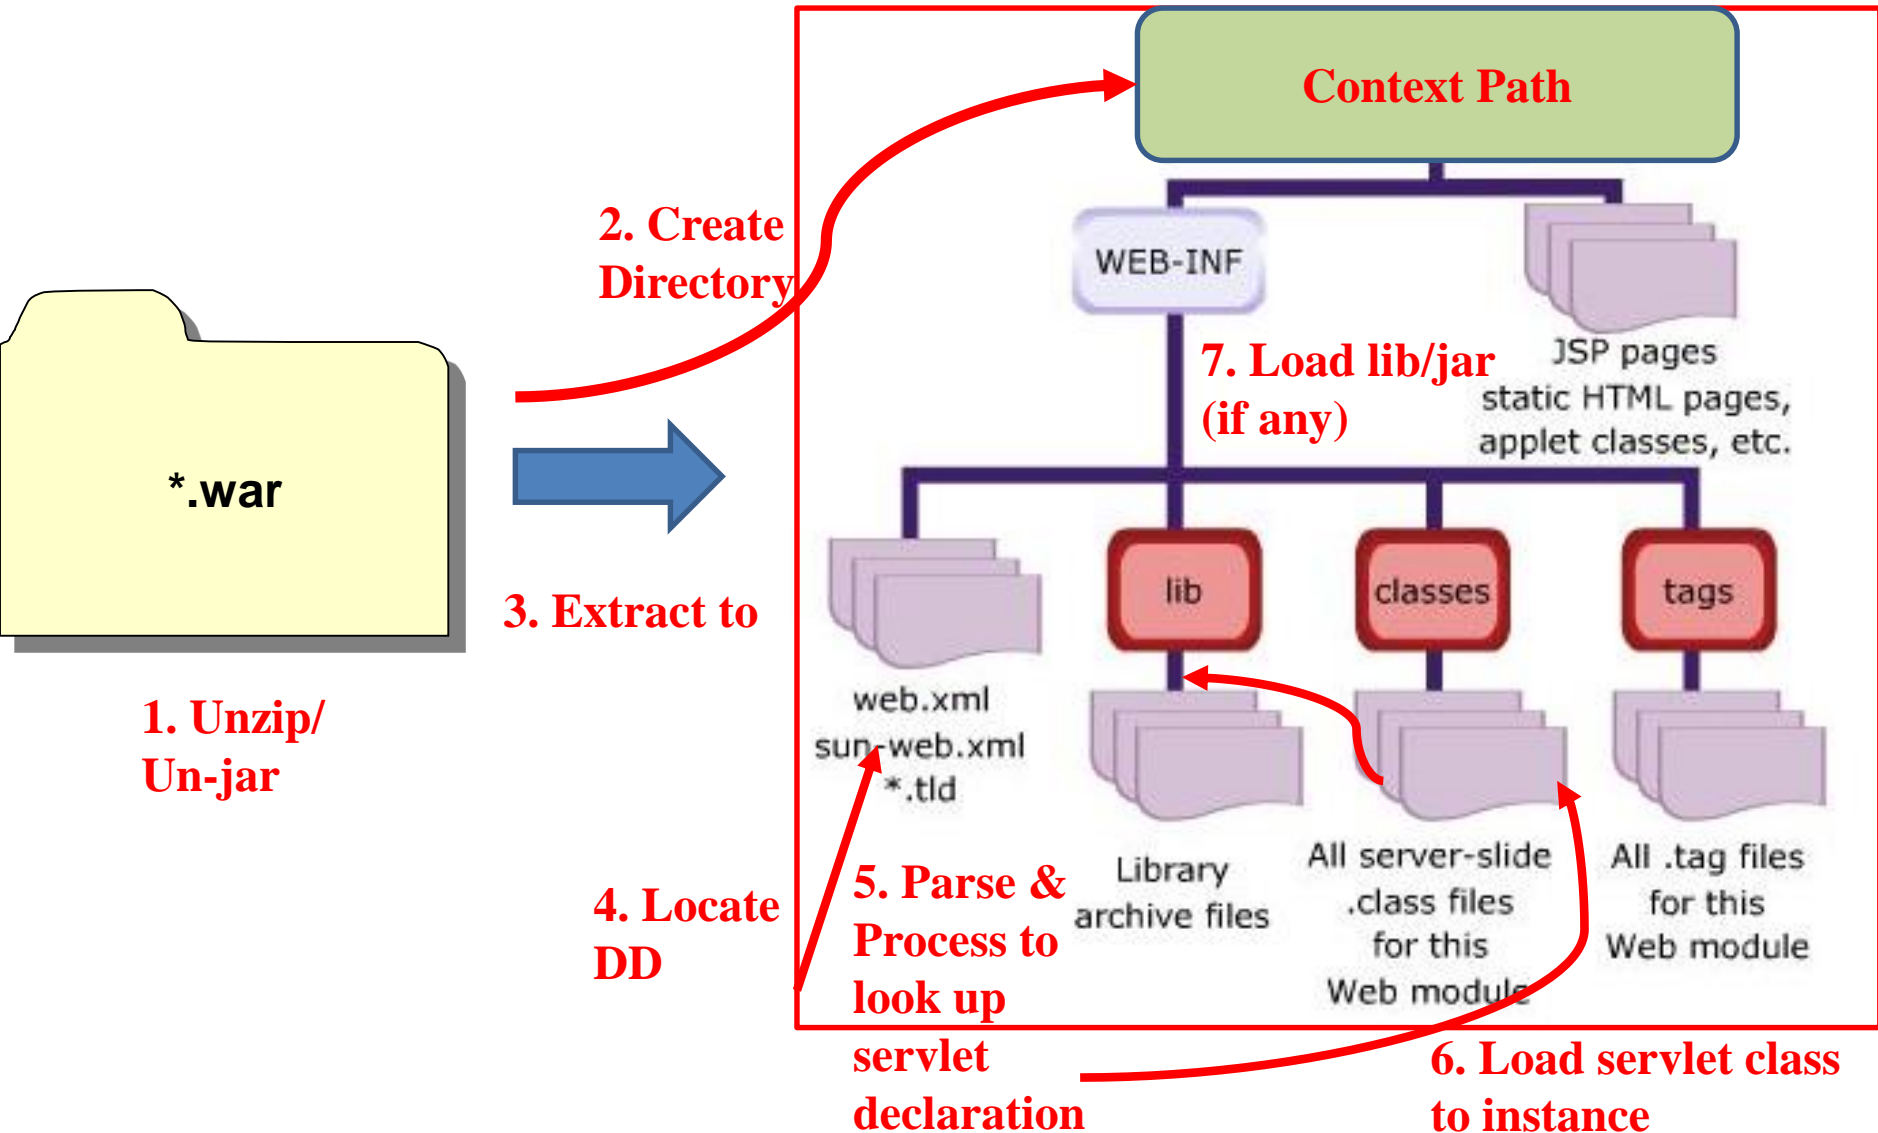 Context Path
2. Create
Directory
WEB-INF
7. Load lib/jar
(if any)
JSP pages
static HTML pages,
applet classes, etc.
*.war
3. Extract to
1. Unzip/
Un-jar
lib
classes
tags
web.xml
sun-web.xml
*.tld
Library
archive files
All server-slide
.class files
for this
Web module
All .tag files
for this
Web module
4. Locate
DD
5. Parse &
Process to
look up
servlet
declaration
6. Load servlet class
to instance